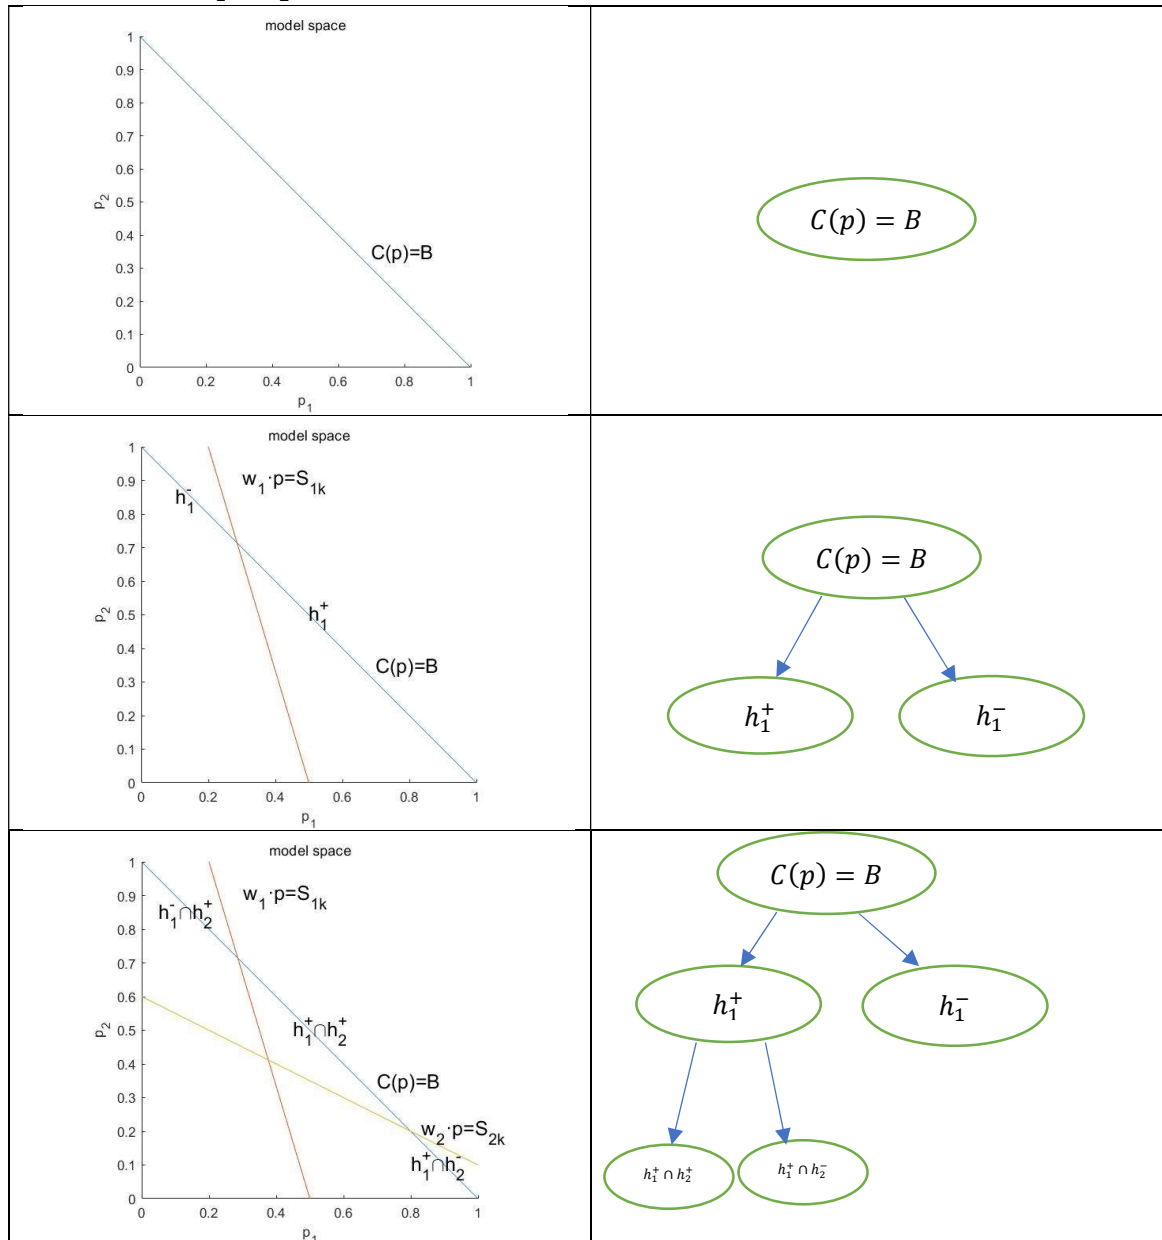 model space
1
0.9
0.8
0.7
0.6
0.5
0.4
0.3
0.2
0.1
0
p₂
C(p)=B
0 0.2 0.4 0.6 0.8 1
p₁
C(p) = B
model space
1
0.9
0.8
0.7
0.6
0.5
0.4
0.3
0.2
0.1
0
p₂
w₁·p=S₁ₖ
h₁⁻
h₁⁺
C(p)=B
0 0.2 0.4 0.6 0.8 1
p₁
C(p) = B
h₁⁺ h₁⁻
model space
1
0.9
0.8
0.7
0.6
0.5
0.4
0.3
0.2
0.1
0
p₂
w₁·p=S₁ₖ
h₁⁻∩h₂⁺
h₁⁺∩h₂⁺
C(p)=B
w₂·p=S₂ₖ
h₁⁺∩h₂⁻
0 0.2 0.4 0.6 0.8 1
p₁
C(p) = B
h₁⁺ h₁⁻
h₁⁺ ∩ h₂⁺ h₁⁺ ∩ h₂⁻